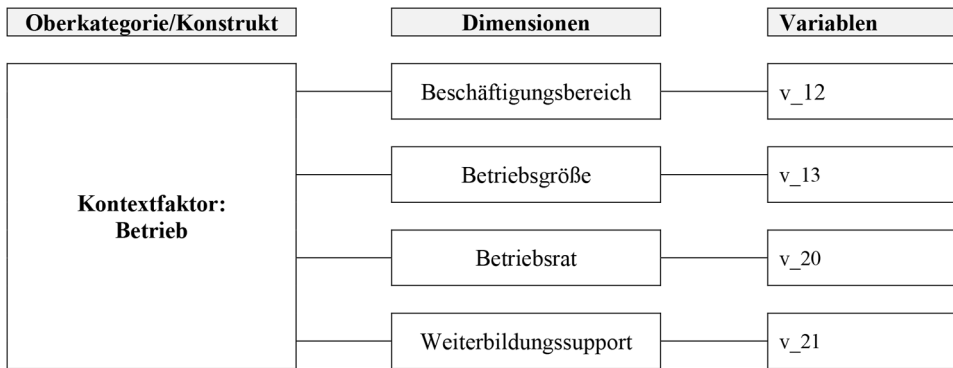 Oberkategorie/Konstrukt
Dimensionen
Variablen
Kontextfaktor:
Betrieb
Beschäftigungsbereich
v_12
Betriebsgröße
v_13
Betriebsrat
v_20
Weiterbildungssupport
v_21